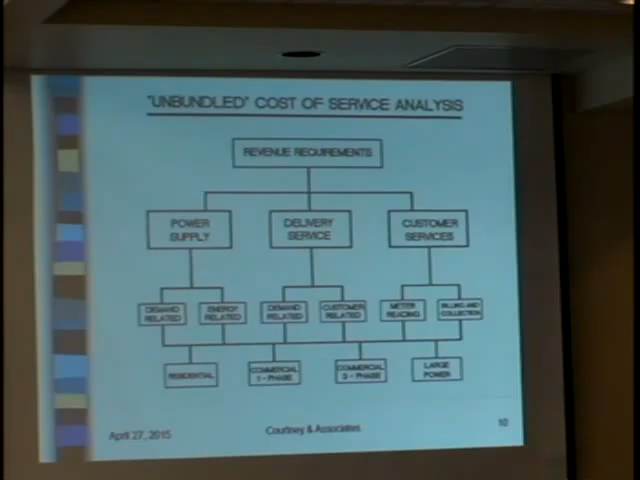 "UNBUNDLED" COST OF SERVICE ANALYSIS
REVENUE REQUIREMENTS
POWER
SUPPLY
DELIVERY
SERVICE
CUSTOMER
SERVICES
DEMAND
RELATED
ENERGY
RELATED
DEMAND
RELATED
CUSTOMER
RELATED
METER
READING
BILLING AND
COLLECTION
RESIDENTIAL
COMMERCIAL
1 - PHASE
COMMERCIAL
3 - PHASE
LARGE
POWER
April 27, 2015
Courtney & Associates
10